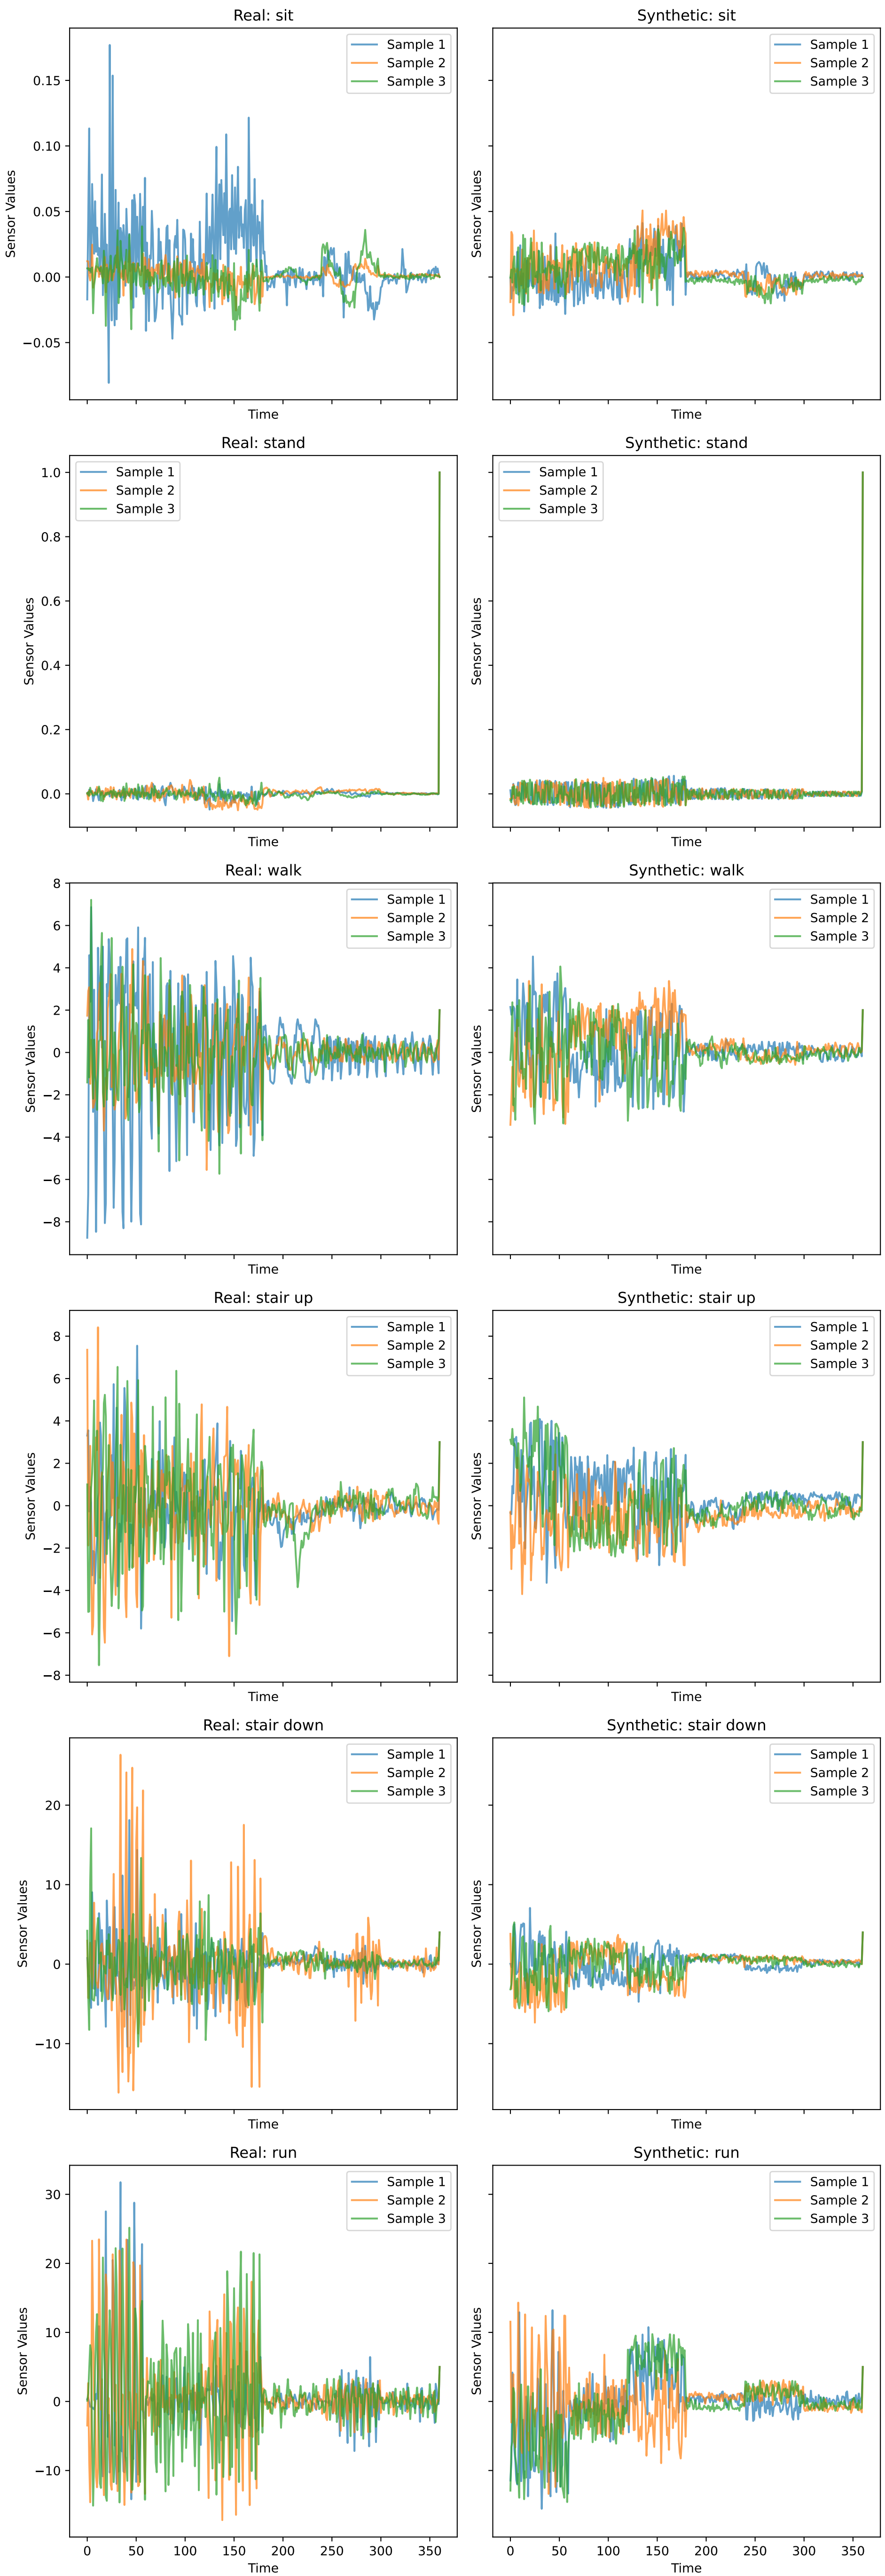 Real: sit
Sample 1
Sample 2
Sample 3
0.15
0.10
0.05
0.00
−0.05
Sensor Values
Time
Synthetic: sit
Sample 1
Sample 2
Sample 3
Sensor Values
Time
Real: stand
Sample 1
Sample 2
Sample 3
1.0
0.8
0.6
0.4
0.2
0.0
Sensor Values
Time
Synthetic: stand
Sample 1
Sample 2
Sample 3
Sensor Values
Time
Real: walk
Sample 1
Sample 2
Sample 3
8
6
4
2
0
−2
−4
−6
−8
Sensor Values
Time
Synthetic: walk
Sample 1
Sample 2
Sample 3
Sensor Values
Time
Real: stair up
Sample 1
Sample 2
Sample 3
8
6
4
2
0
−2
−4
−6
−8
Sensor Values
Time
Synthetic: stair up
Sample 1
Sample 2
Sample 3
Sensor Values
Time
Real: stair down
Sample 1
Sample 2
Sample 3
20
10
0
−10
Sensor Values
Time
Synthetic: stair down
Sample 1
Sample 2
Sample 3
Sensor Values
Time
Real: run
Sample 1
Sample 2
Sample 3
30
20
10
0
−10
Sensor Values
0 50 100 150 200 250 300 350
Time
Synthetic: run
Sample 1
Sample 2
Sample 3
Sensor Values
0 50 100 150 200 250 300 350
Time